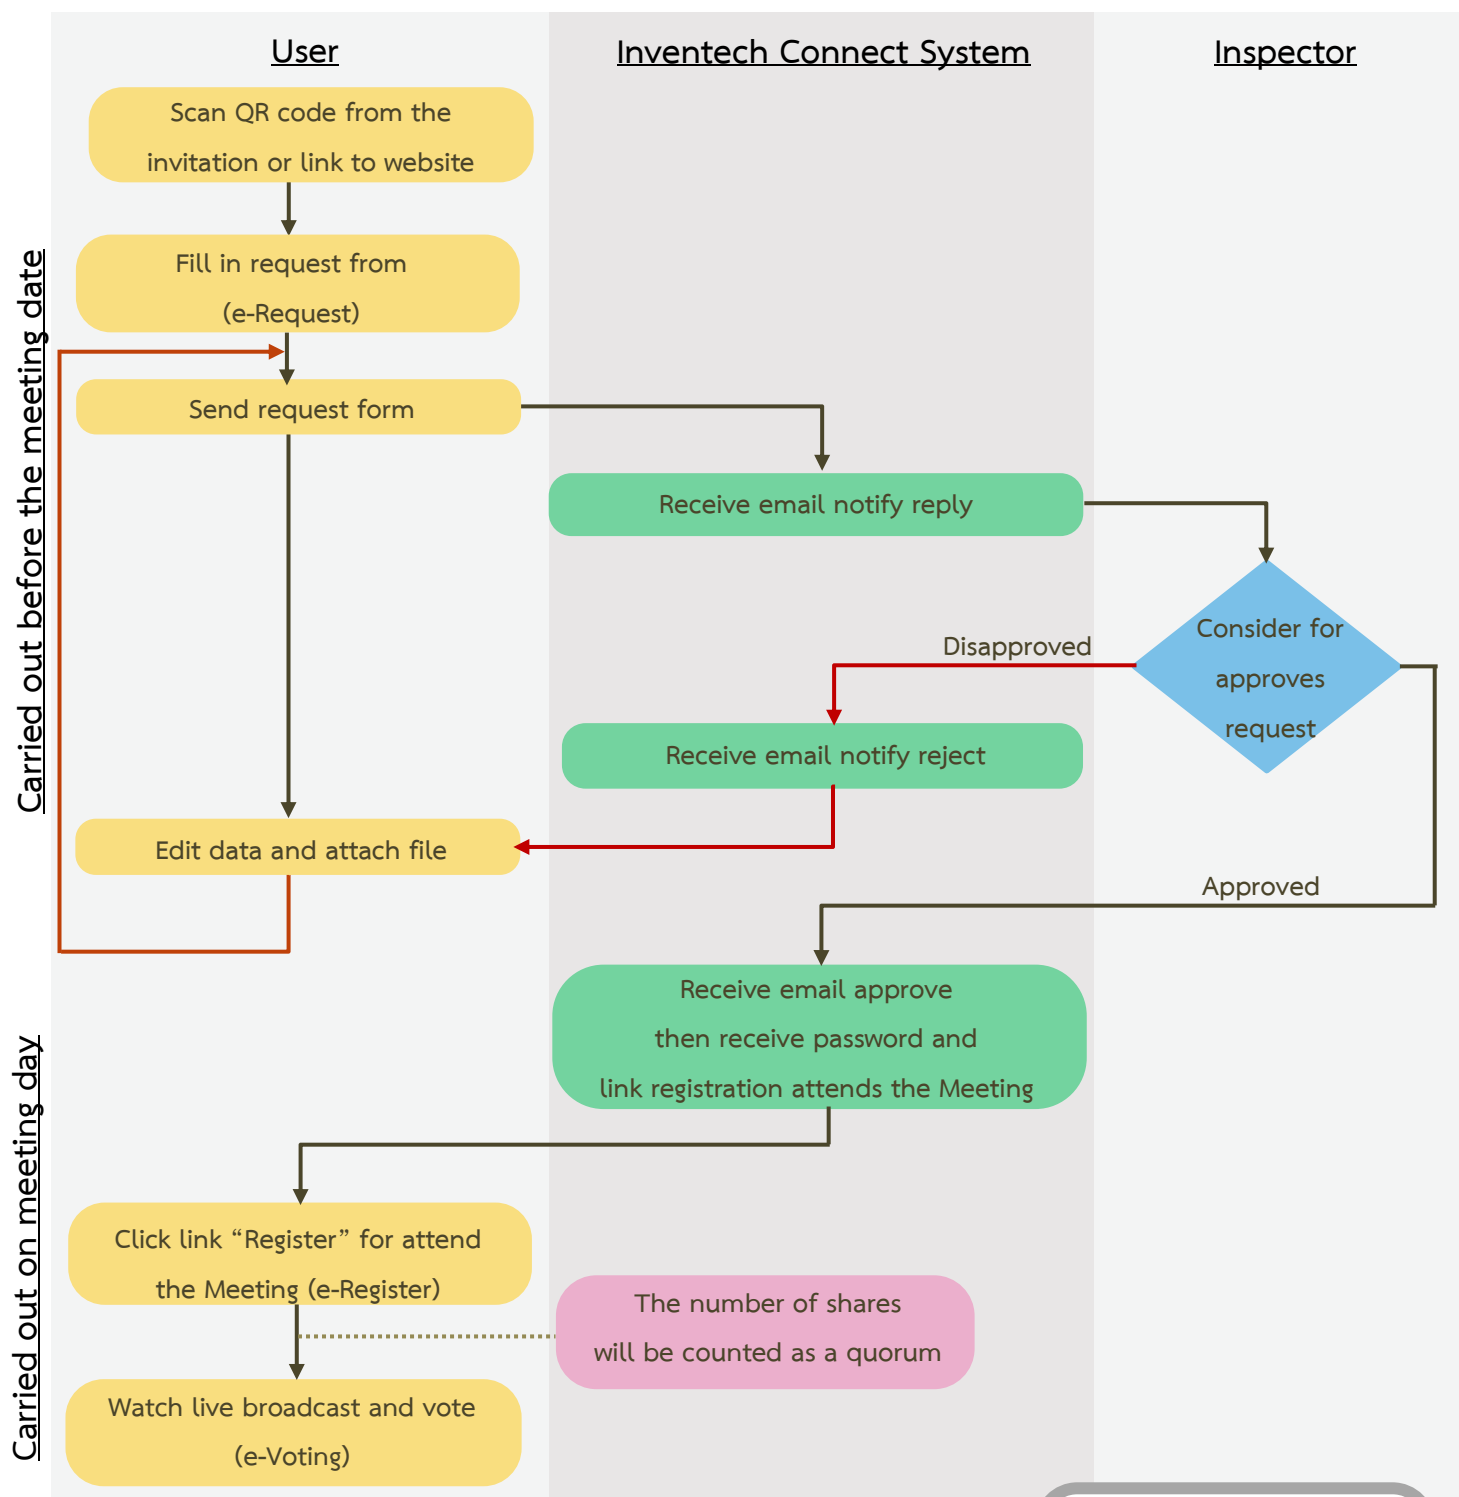 User
Inventech Connect System
Inspector
Scan QR code from the
invitation or link to website
Carried out before the meeting date
Fill in request from
(e-Request)
Send request form
Receive email notify reply
Consider for
approves
request
Disapproved
Receive email notify reject
Edit data and attach file
Approved
Receive email approve
then receive password and
link registration attends the Meeting
Carried out on meeting day
Click link “Register” for attend
the Meeting (e-Register)
The number of shares
will be counted as a quorum
Watch live broadcast and vote
(e-Voting)